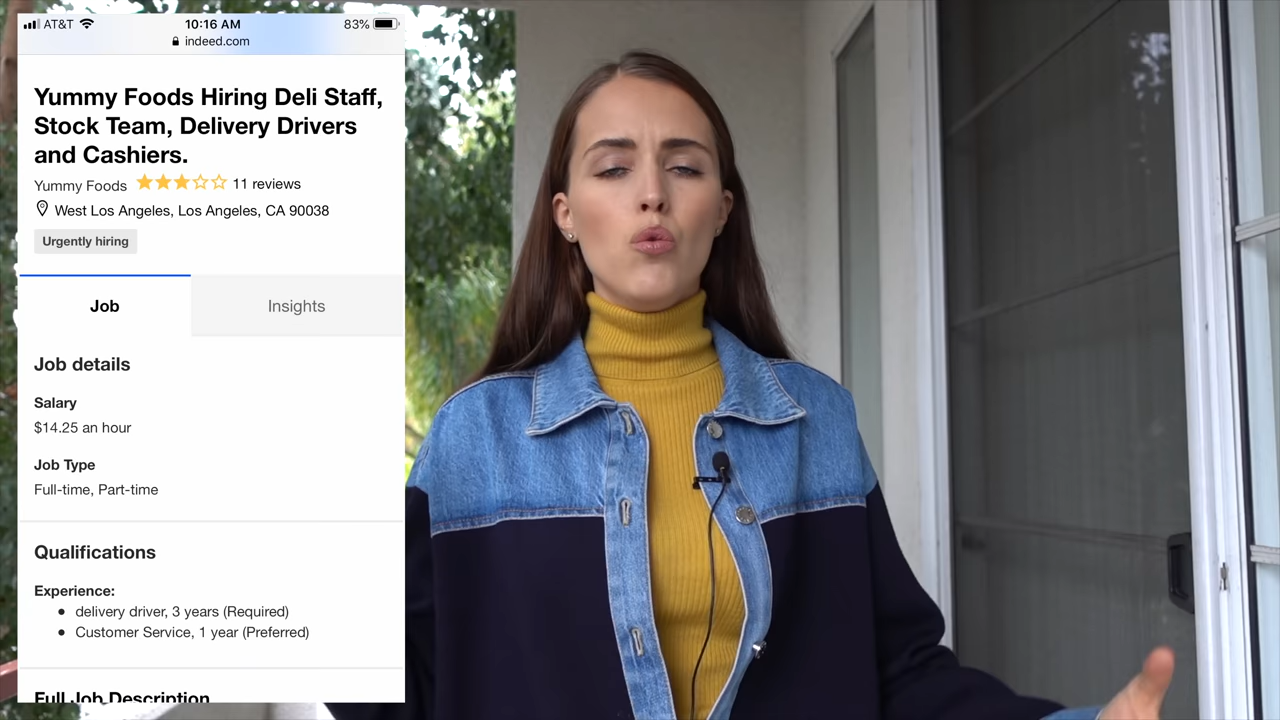 AT&T 10:16 AM 83%
indeed.com
Yummy Foods Hiring Deli Staff,
Stock Team, Delivery Drivers
and Cashiers.
Yummy Foods 11 reviews
West Los Angeles, Los Angeles, CA 90038
Urgently hiring
Job Insights
Job details
Salary
$14.25 an hour
Job Type
Full-time, Part-time
Qualifications
Experience:
• delivery driver, 3 years (Required)
• Customer Service, 1 year (Preferred)
Full Job Description